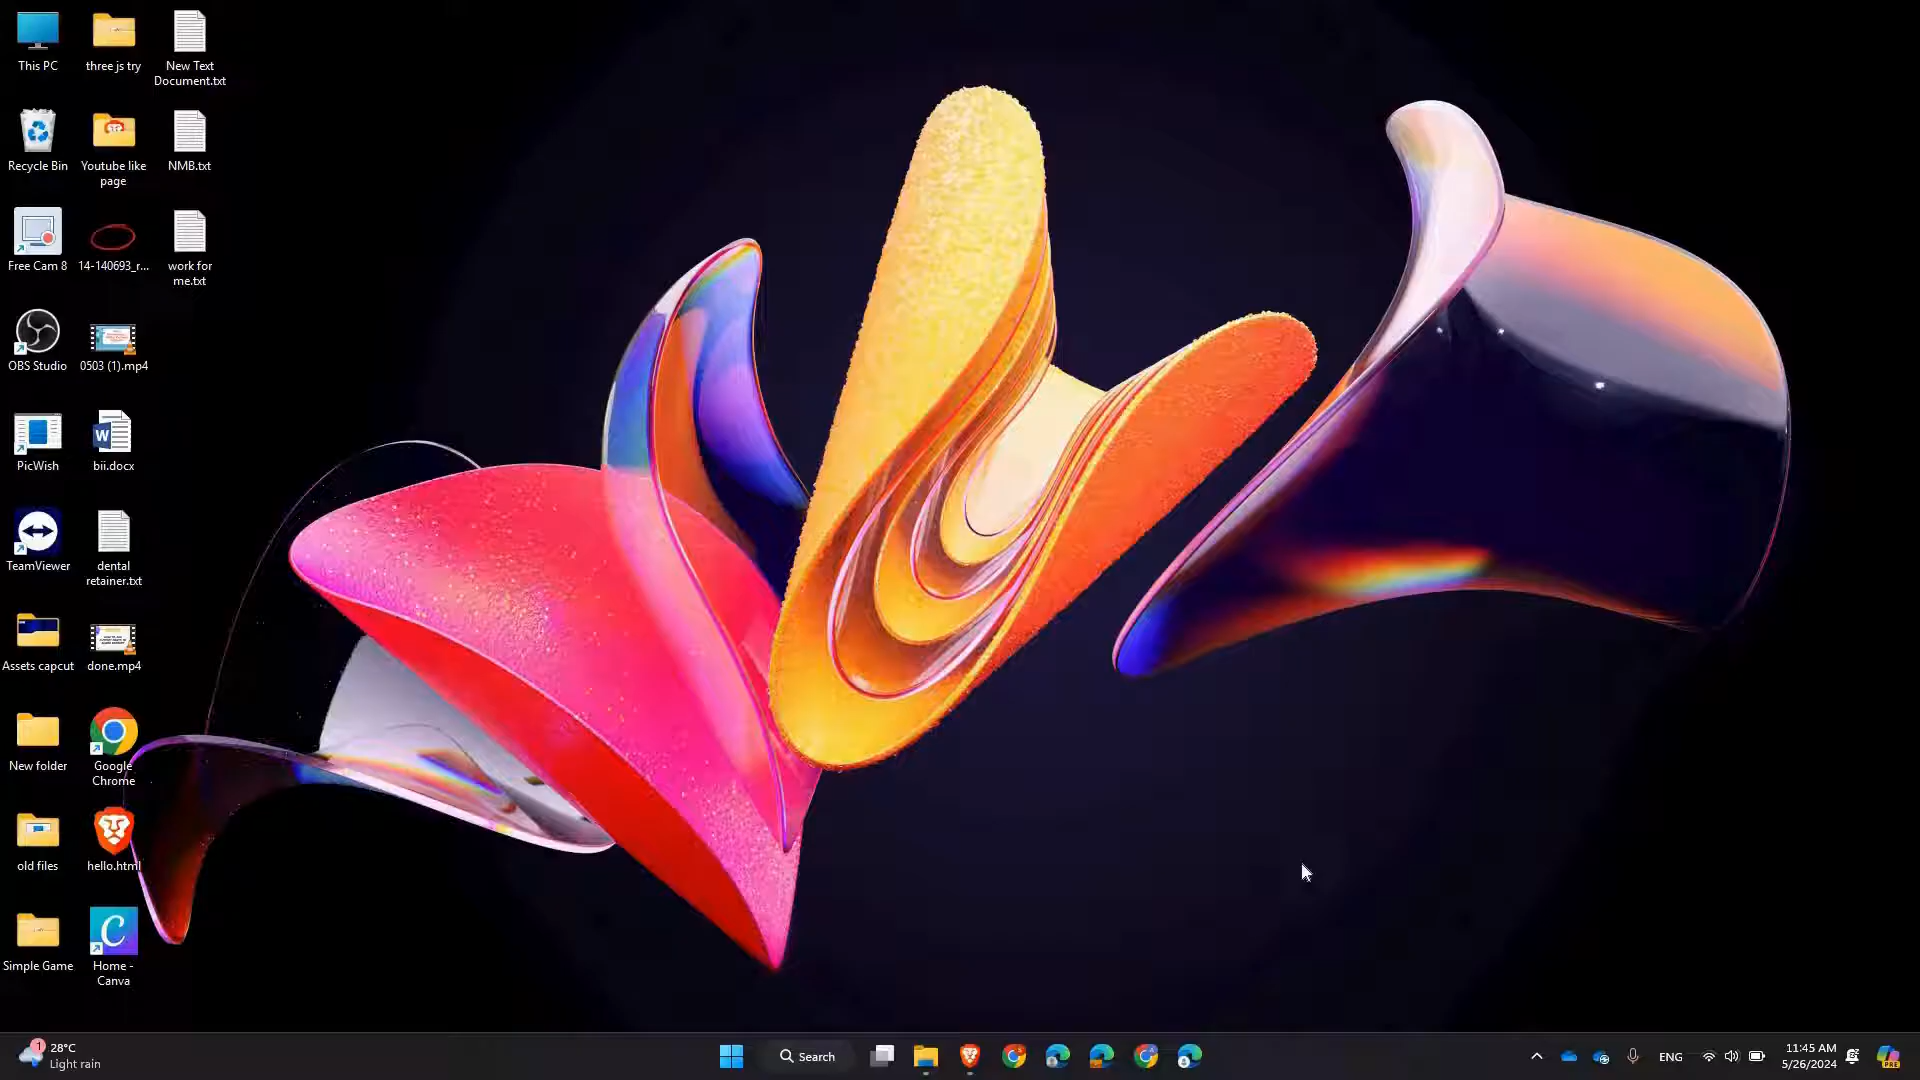 This PC
three js try
New Text
Document.txt
Recycle Bin
Youtube like
page
NMB.txt
Free Cam 8
14-140693_r...
work for
me.txt
OBS Studio
0503 (1).mp4
PicWish
bii.docx
TeamViewer
dental
retainer.txt
Assets capcut
done.mp4
New folder
Google
Chrome
old files
hello.html
Simple Game
Home -
Canva
1
28°C
Light rain
Search
ENG
11:45 AM
5/26/2024
PRE